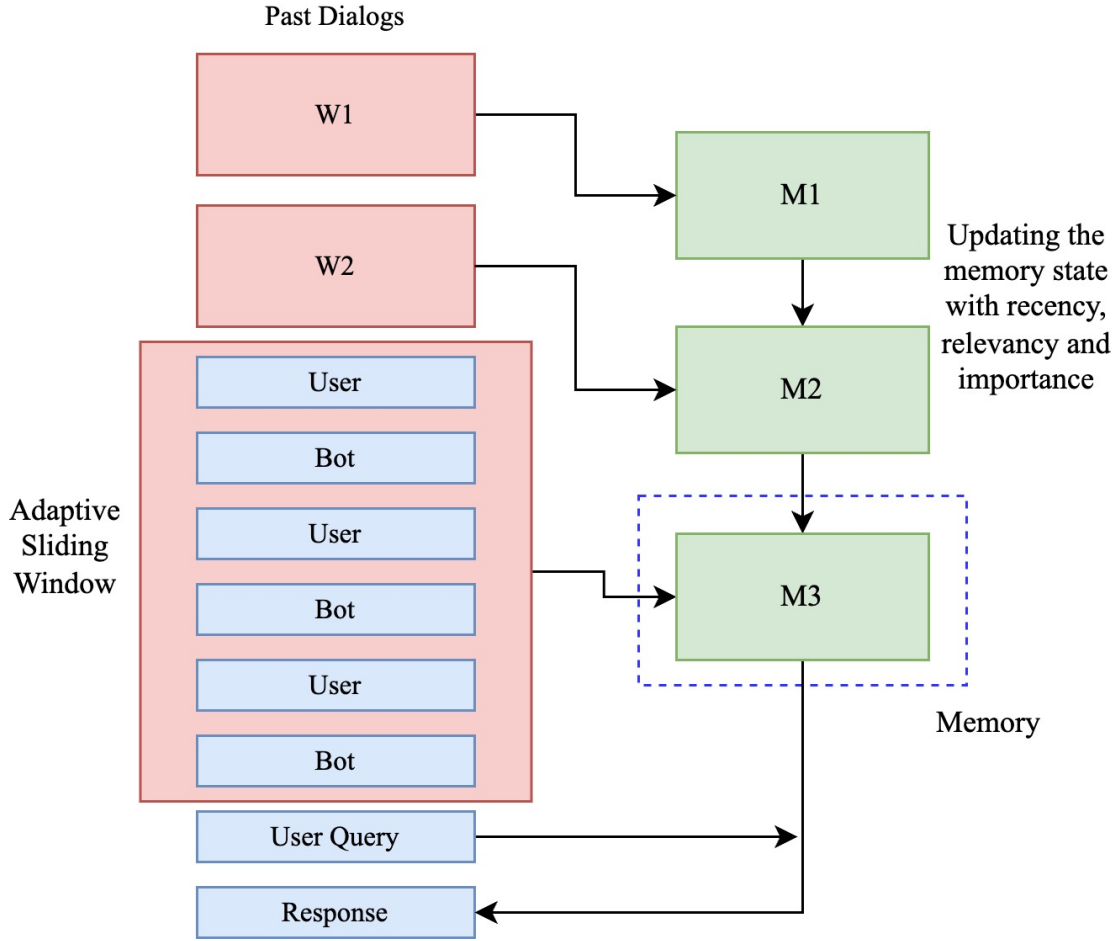 Past Dialogs
W1
M1
W2
Updating the
memory state
with recency,
relevancy and
importance
M2
User
Bot
Adaptive
Sliding
Window
User
Bot
User
Bot
M3
Memory
User Query
Response